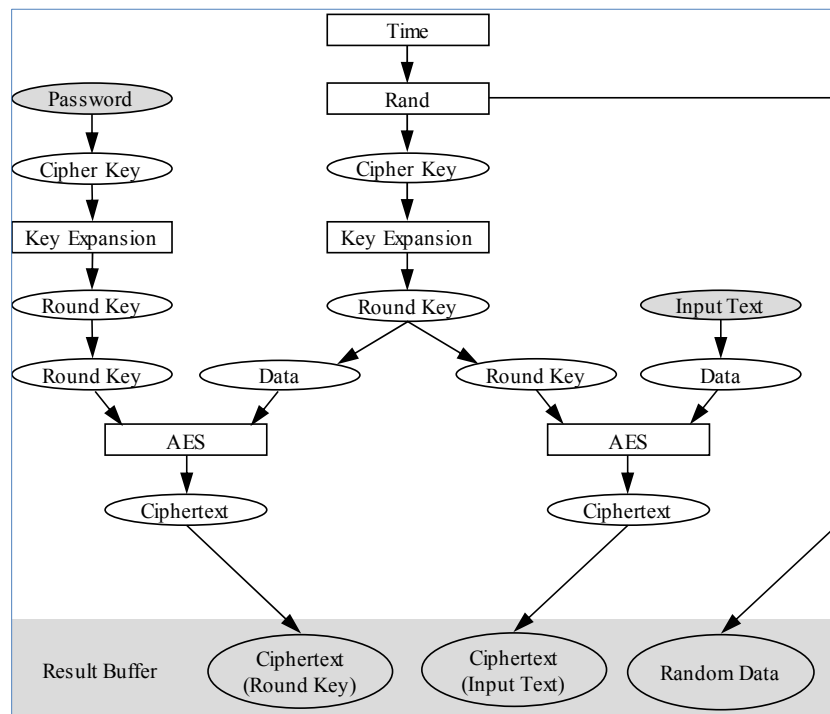 Time
Password
Rand
Cipher Key
Cipher Key
Key Expansion
Key Expansion
Round Key
Round Key
Input Text
Round Key
Data
Round Key
Data
AES
AES
Ciphertext
Ciphertext
Result Buffer
Ciphertext
(Round Key)
Ciphertext
(Input Text)
Random Data